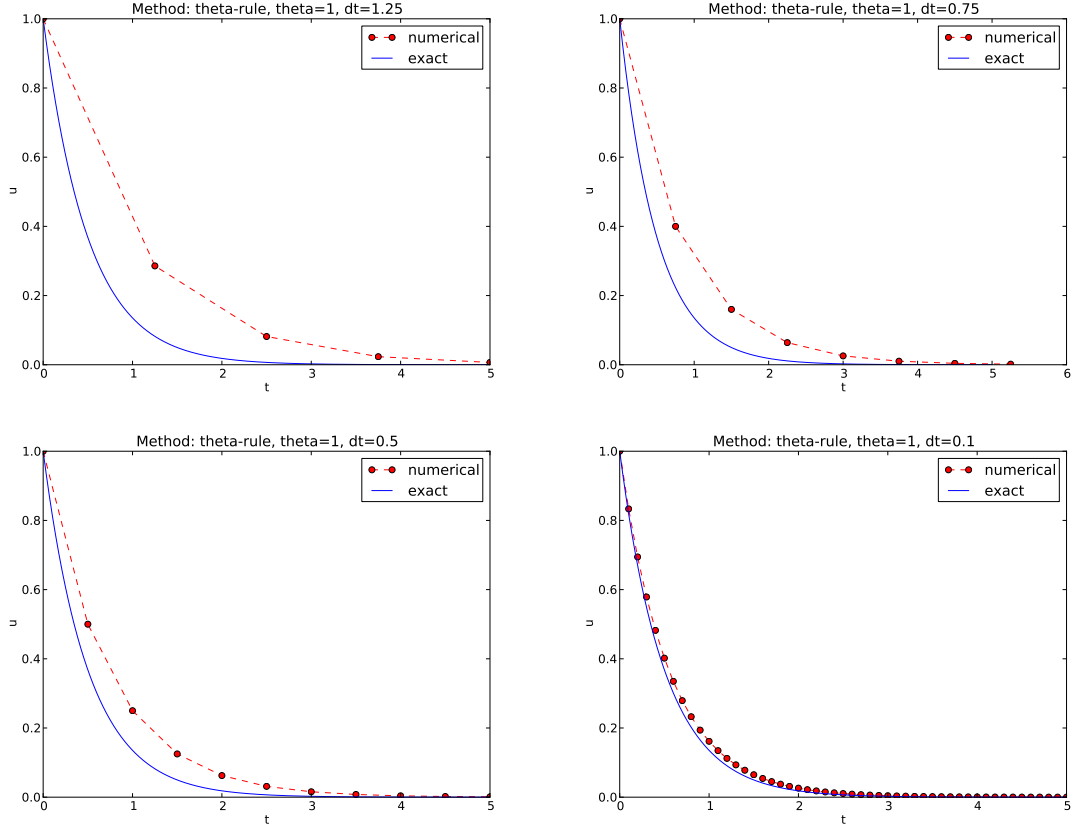 Method: theta-rule, theta=1, dt=1.25
numerical
exact
1.0
0.8
0.6
0.4
0.2
0.0
u
0 1 2 3 4 5
t
Method: theta-rule, theta=1, dt=0.75
numerical
exact
1.0
0.8
0.6
0.4
0.2
0.0
u
0 1 2 3 4 5 6
t
Method: theta-rule, theta=1, dt=0.5
numerical
exact
1.0
0.8
0.6
0.4
0.2
0.0
u
0 1 2 3 4 5
t
Method: theta-rule, theta=1, dt=0.1
numerical
exact
1.0
0.8
0.6
0.4
0.2
0.0
u
0 1 2 3 4 5
t